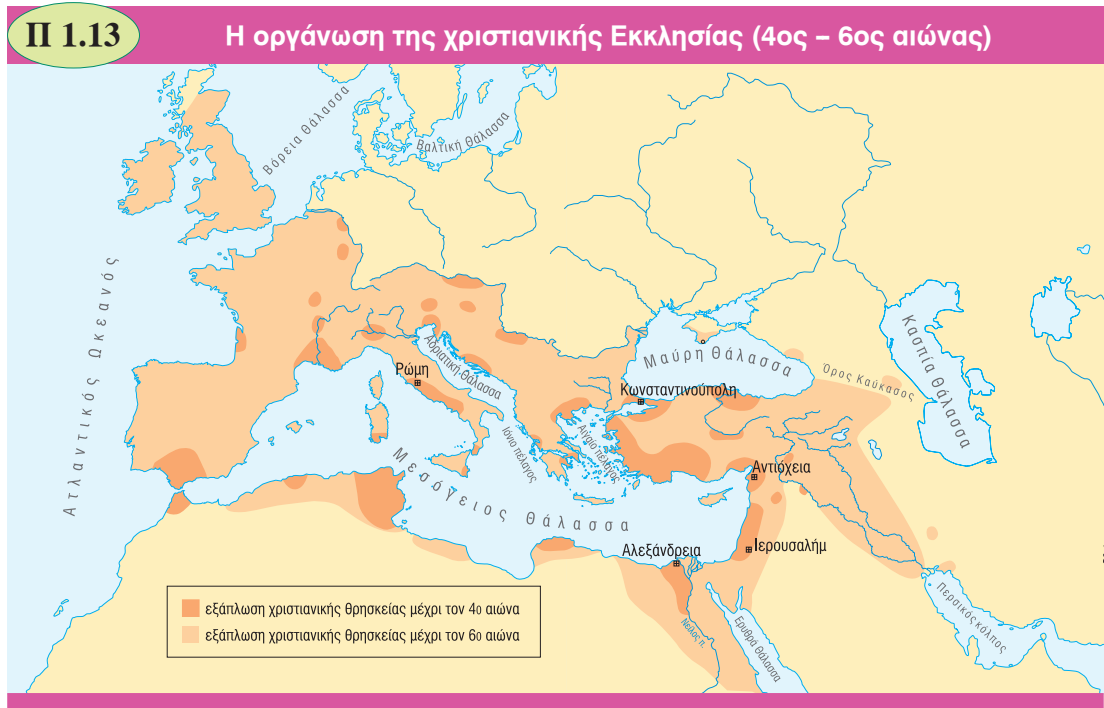 Π 1.13
Η οργάνωση της χριστιανικής Εκκλησίας (4ος – 6ος αιώνας)
Βόρεια Θάλασσα
Βαλτική Θάλασσα
Ατλαντικός Ωκεανός
Αδριατική Θάλασσα
Ρώμη
Μαύρη Θάλασσα
Κωνσταντινούπολη
Όρος Καύκασος
Κασπία Θάλασσα
Ιόνιο πέλαγος
Αιγαίο πέλαγος
Αντιόχεια
Μεσόγειος Θάλασσα
Αλεξάνδρεια
Ιερουσαλήμ
Νείλος π.
Ερυθρά Θάλασσα
Περσικός κόλπος
εξάπλωση χριστιανικής θρησκείας μέχρι τον 4ο αιώνα
εξάπλωση χριστιανικής θρησκείας μέχρι τον 6ο αιώνα